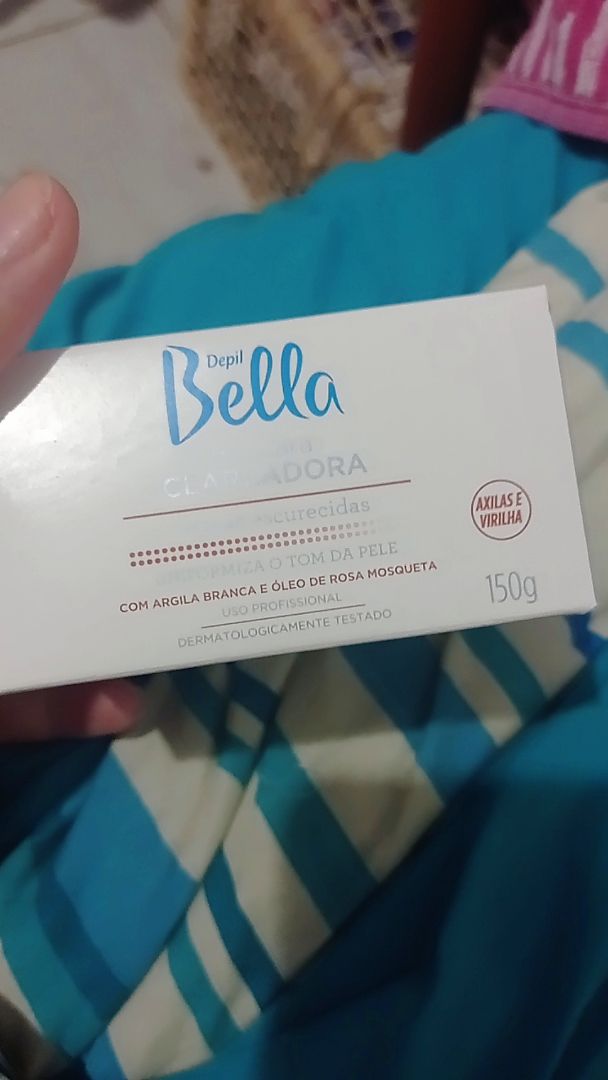 Depil
Bella
CLAREADORA
escurecidas
UNIFORMIZA O TOM DA PELE
COM ARGILA BRANCA E ÓLEO DE ROSA MOSQUETA
USO PROFISSIONAL
DERMATOLOGICAMENTE TESTADO
AXILAS E
VIRILHA
150g